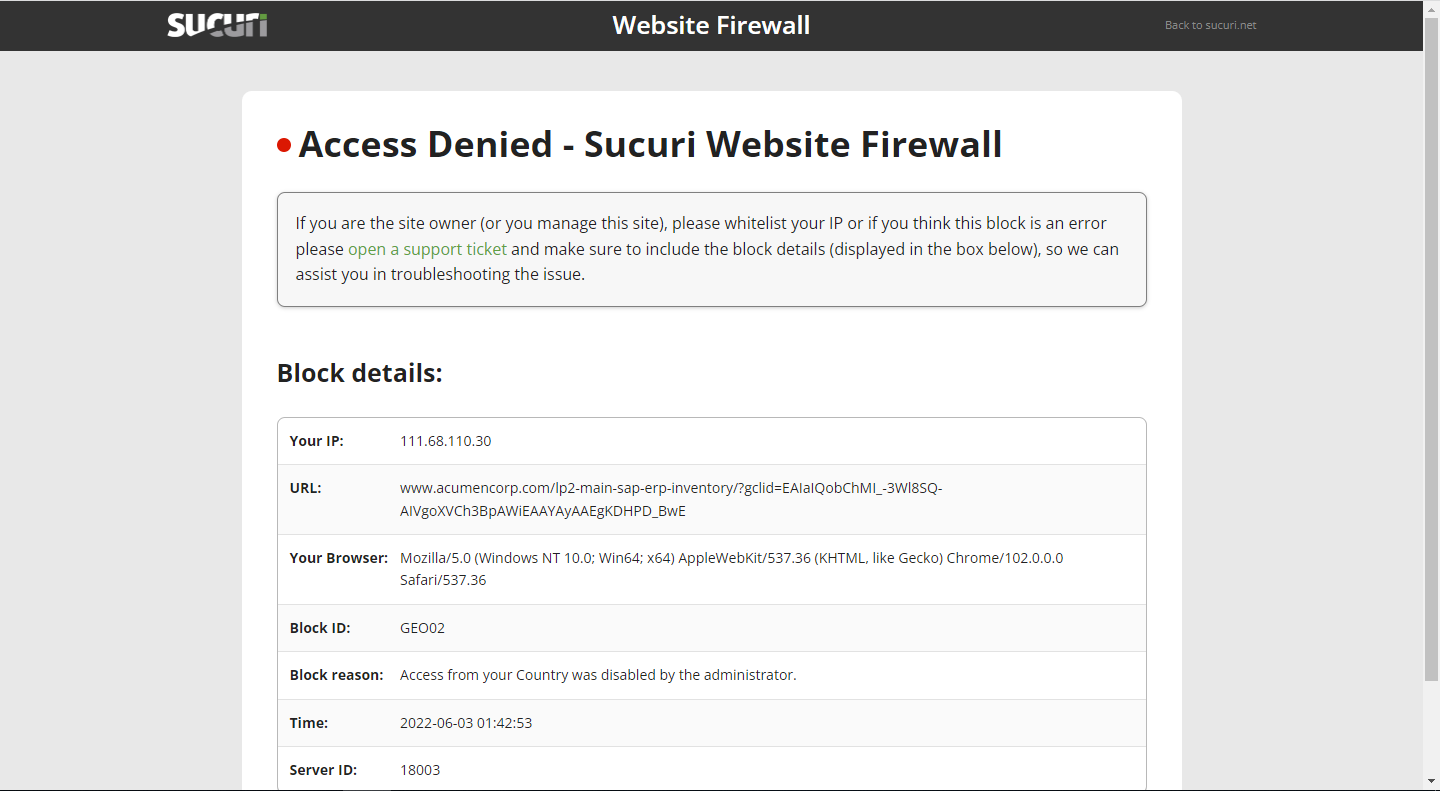 sucuri
Website Firewall
Back to sucuri.net
Access Denied - Sucuri Website Firewall
If you are the site owner (or you manage this site), please whitelist your IP or if you think this block is an error
please open a support ticket and make sure to include the block details (displayed in the box below), so we can
assist you in troubleshooting the issue.
Block details:
Your IP: 111.68.110.30
URL: www.acumencorp.com/lp2-main-sap-erp-inventory/?gclid=EAIaIQobChMI_-3Wl8SQ-
AIVgoXVCh3BpAWiEAAYAyAAEgKDHPD_BwE
Your Browser: Mozilla/5.0 (Windows NT 10.0; Win64; x64) AppleWebKit/537.36 (KHTML, like Gecko) Chrome/102.0.0.0
Safari/537.36
Block ID: GEO02
Block reason: Access from your Country was disabled by the administrator.
Time: 2022-06-03 01:42:53
Server ID: 18003